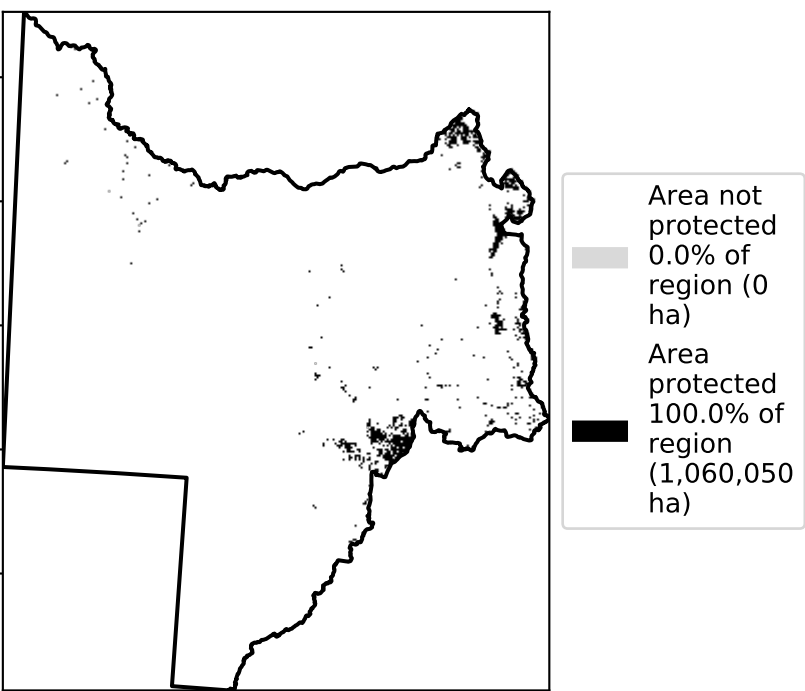 Area not
protected
0.0% of
region (0
ha)
Area
protected
100.0% of
region
(1,060,050
ha)